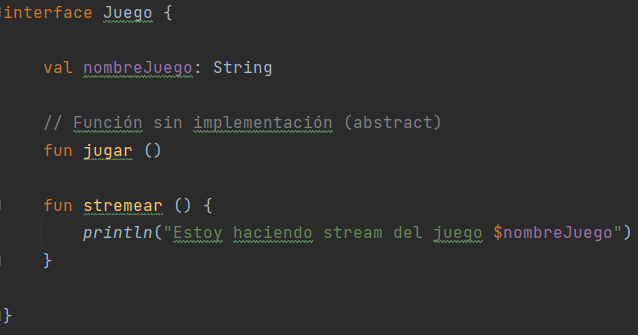 interface Juego {
val nombreJuego: String
// Función sin implementación (abstract)
fun jugar ()
fun stremear () {
println("Estoy haciendo stream del juego $nombreJuego")
}
}